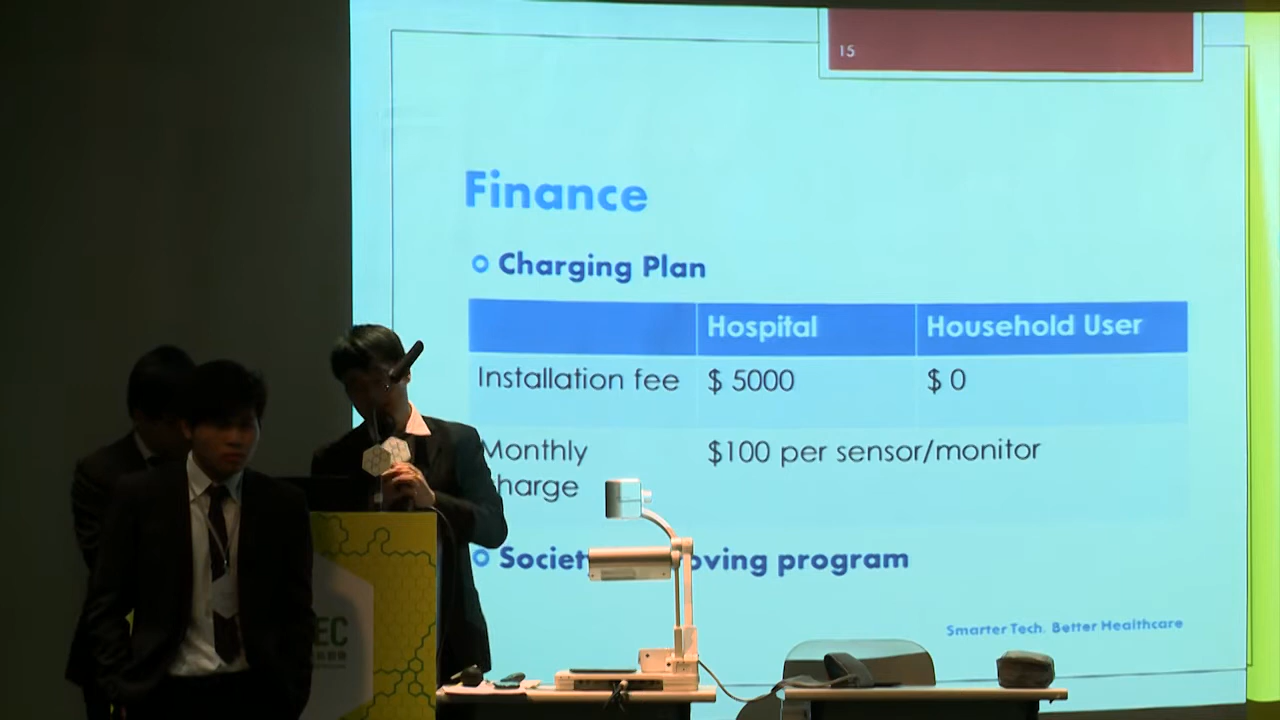 15
Finance
Charging Plan
Hospital
Household User
Installation fee
$ 5000
$ 0
Monthly
harge
$100 per sensor/monitor
Societ
oving program
Smarter Tech. Better Healthcare
EC